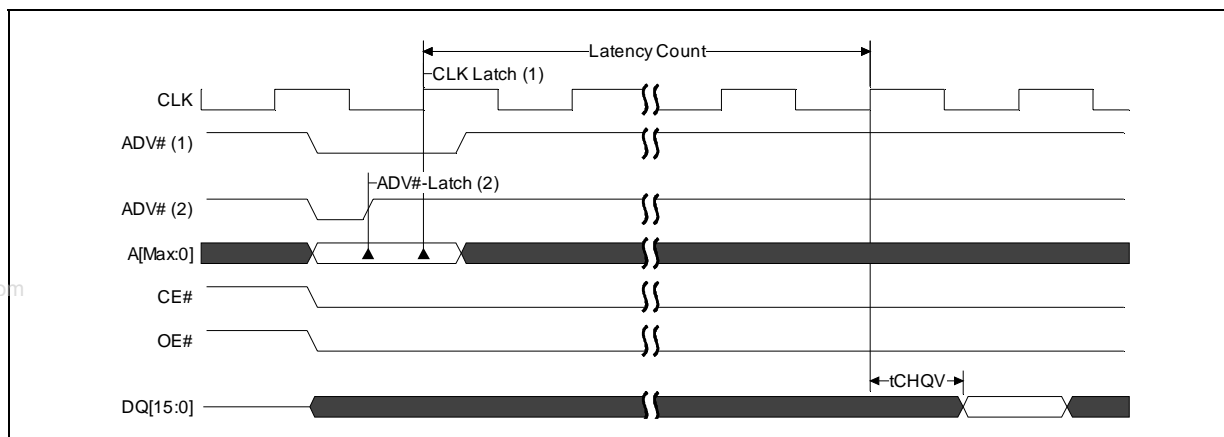 Latency Count
CLK Latch (1)
CLK
ADV# (1)
ADV#-Latch (2)
ADV# (2)
A[Max:0]
om
CE#
OE#
tCHQV
DQ[15:0]